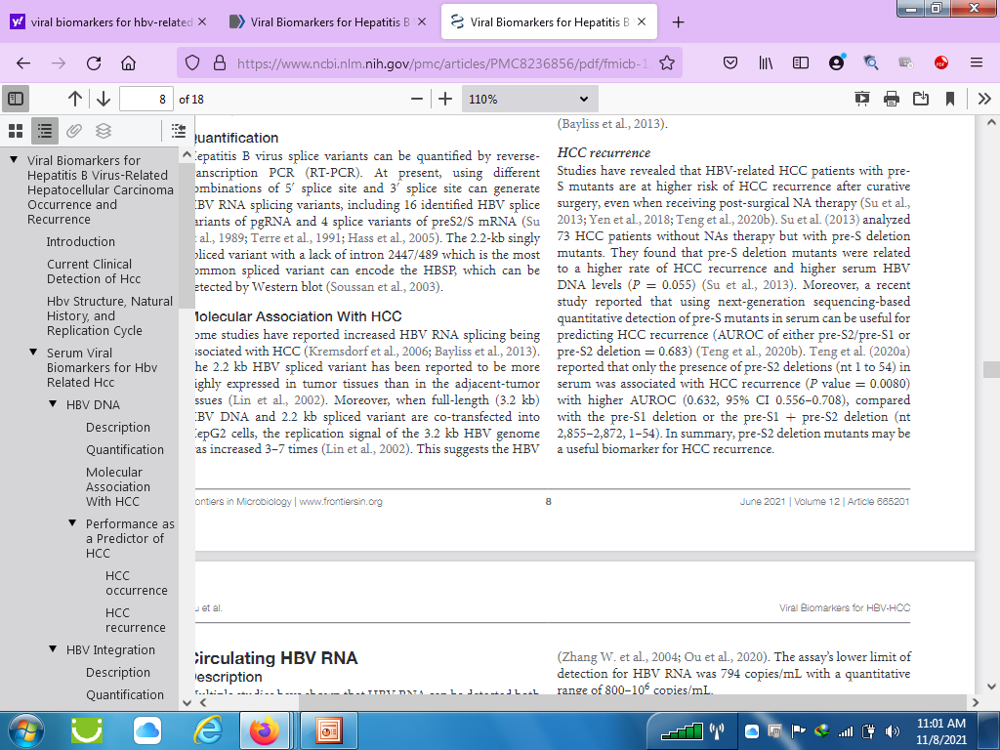 viral biomarkers for hbv-related
Viral Biomarkers for Hepatitis B
Viral Biomarkers for Hepatitis B
https://www.ncbi.nlm.nih.gov/pmc/articles/PMC8236856/pdf/fmicb-1
8 of 18
110%
Viral Biomarkers for
Hepatitis B Virus-Related
Hepatocellular Carcinoma
Occurrence and
Recurrence
Introduction
Current Clinical
Detection of Hcc
Hbv Structure, Natural
History, and
Replication Cycle
Serum Viral
Biomarkers for Hbv
Related Hcc
HBV DNA
Description
Quantification
Molecular
Association
With HCC
Performance as
a Predictor of
HCC
HCC
occurrence
HCC
recurrence
HBV Integration
Description
Quantification
uantification
epatitis B virus splice variants can be quantified by reverse-
anscription PCR (RT-PCR). At present, using different
ombinations of 5′ splice site and 3′ splice site can generate
BV RNA splicing variants, including 16 identified HBV splice
ariants of pgRNA and 4 splice variants of preS2/S mRNA (Su
al., 1989; Terre et al., 1991; Hass et al., 2005). The 2.2-kb singly
pliced variant with a lack of intron 2447/489 which is the most
ommon spliced variant can encode the HBSP, which can be
etected by Western blot (Soussan et al., 2003).
Molecular Association With HCC
ome studies have reported increased HBV RNA splicing being
ssociated with HCC (Kremsdorf et al., 2006; Bayliss et al., 2013).
he 2.2 kb HBV spliced variant has been reported to be more
ighly expressed in tumor tissues than in the adjacent-tumor
ssues (Lin et al., 2002). Moreover, when full-length (3.2 kb)
BV DNA and 2.2 kb spliced variant are co-transfected into
epG2 cells, the replication signal of the 3.2 kb HBV genome
as increased 3–7 times (Lin et al., 2002). This suggests the HBV
(Bayliss et al., 2013).
HCC recurrence
Studies have revealed that HBV-related HCC patients with pre-
S mutants are at higher risk of HCC recurrence after curative
surgery, even when receiving post-surgical NA therapy (Su et al.,
2013; Yen et al., 2018; Teng et al., 2020b). Su et al. (2013) analyzed
73 HCC patients without NAs therapy but with pre-S deletion
mutants. They found that pre-S deletion mutants were related
to a higher rate of HCC recurrence and higher serum HBV
DNA levels (P = 0.055) (Su et al., 2013). Moreover, a recent
study reported that using next-generation sequencing-based
quantitative detection of pre-S mutants in serum can be useful for
predicting HCC recurrence (AUROC of either pre-S2/pre-S1 or
pre-S2 deletion = 0.683) (Teng et al., 2020b). Teng et al. (2020a)
reported that only the presence of pre-S2 deletions (nt 1 to 54) in
serum was associated with HCC recurrence (P value = 0.0080)
with higher AUROC (0.632, 95% CI 0.556–0.708), compared
with the pre-S1 deletion or the pre-S1 + pre-S2 deletion (nt
2,855–2,872, 1–54). In summary, pre-S2 deletion mutants may be
a useful biomarker for HCC recurrence.
ontiers in Microbiology | www.frontiersin.org
8
June 2021 | Volume 12 | Article 665201
u et al.
Viral Biomarkers for HBV-HCC
Circulating HBV RNA
Description
(Zhang W. et al., 2004; Ou et al., 2020). The assay's lower limit of
detection for HBV RNA was 794 copies/mL with a quantitative
range of 800–10⁶ copies/mL.
11:01 AM
11/8/2021